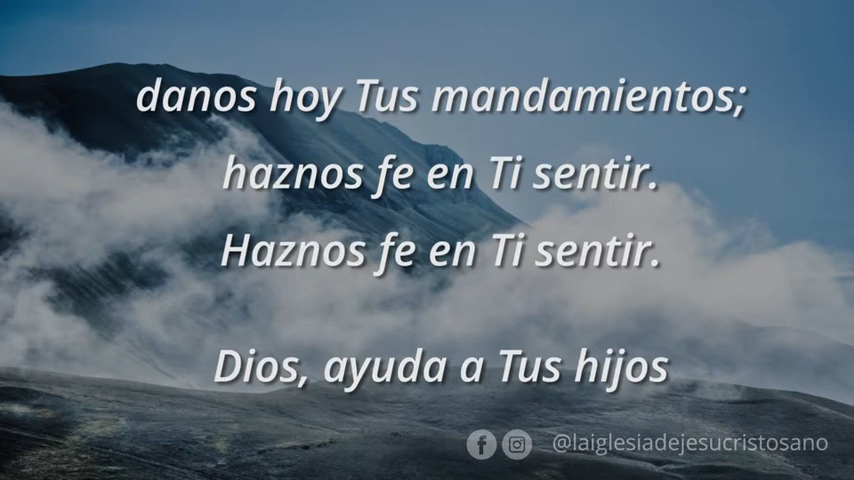 danos hoy Tus mandamientos;
haznos fe en Ti sentir.
Haznos fe en Ti sentir.
Dios, ayuda a Tus hijos
@laiglesiadejesucristosano